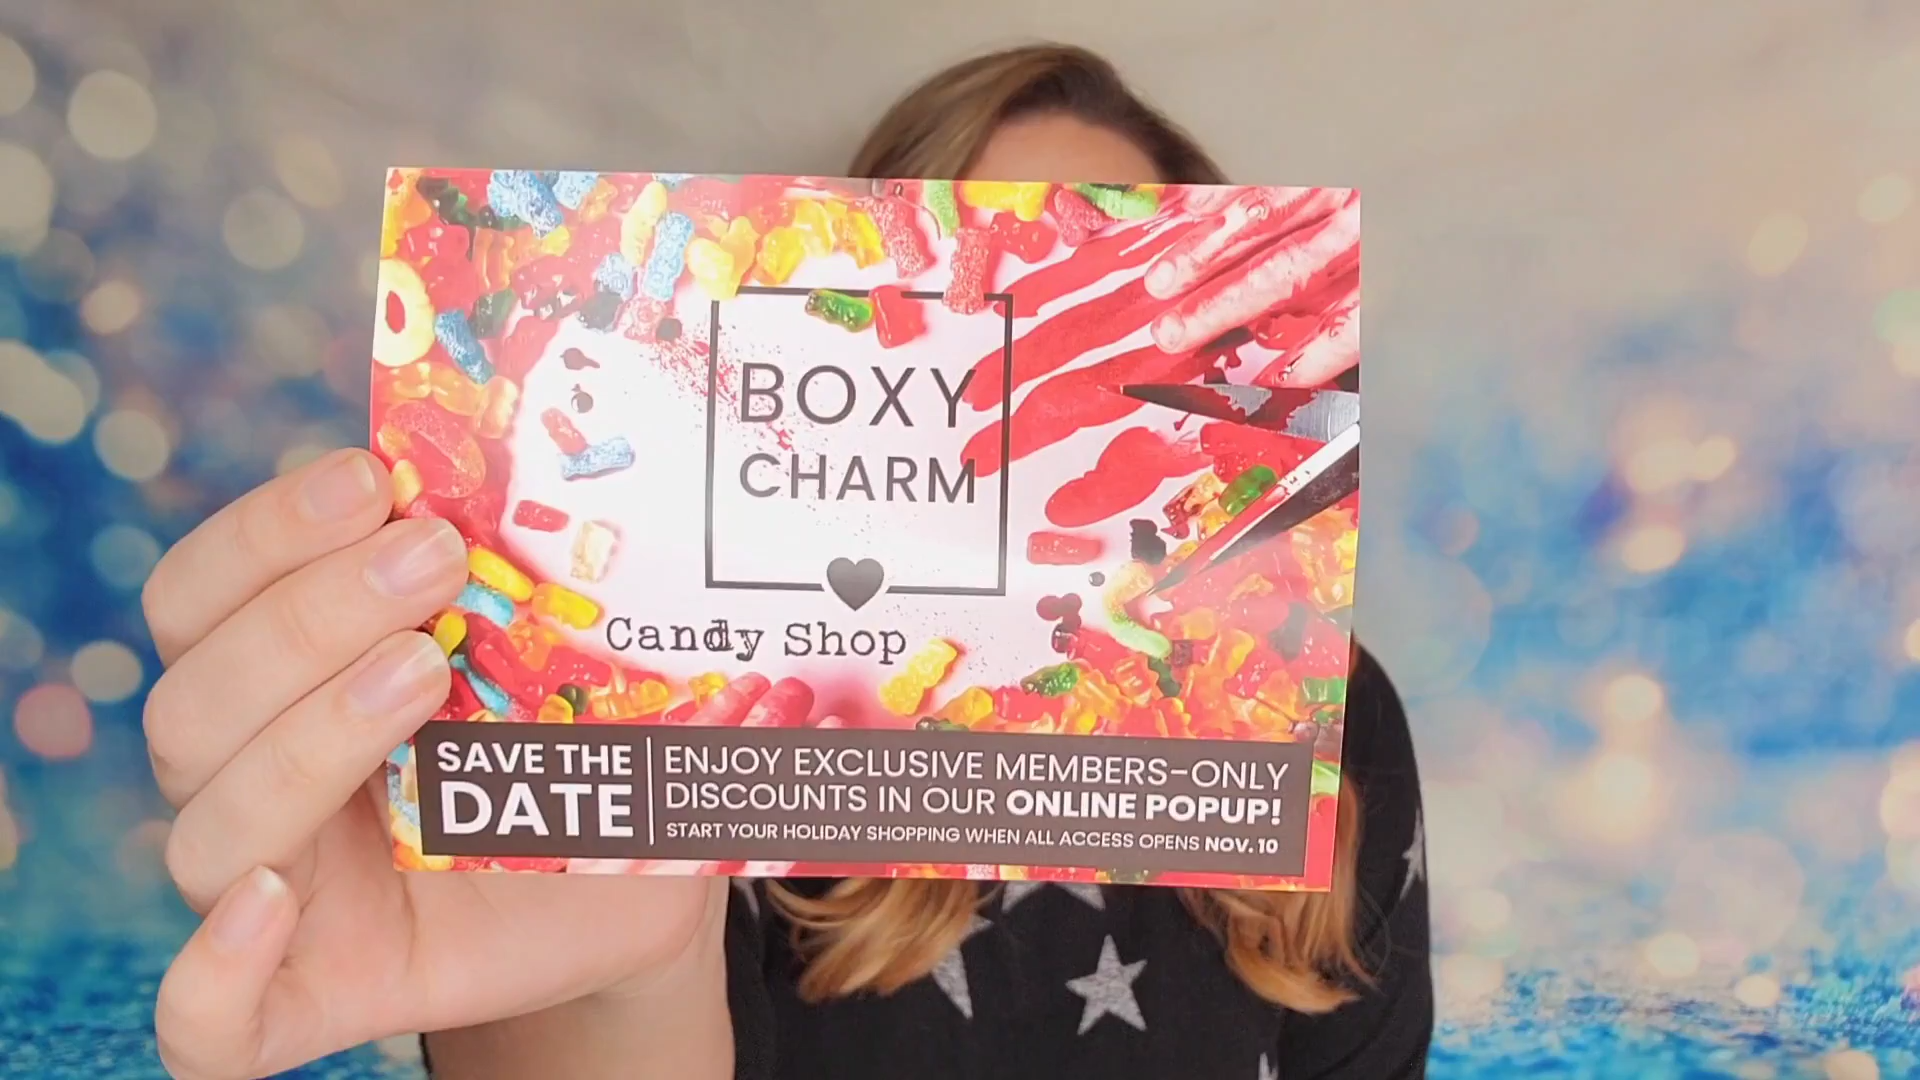 BOXY
CHARM
Candy Shop
SAVE THE
DATE
ENJOY EXCLUSIVE MEMBERS-ONLY
DISCOUNTS IN OUR ONLINE POPUP!
START YOUR HOLIDAY SHOPPING WHEN ALL ACCESS OPENS NOV. 10